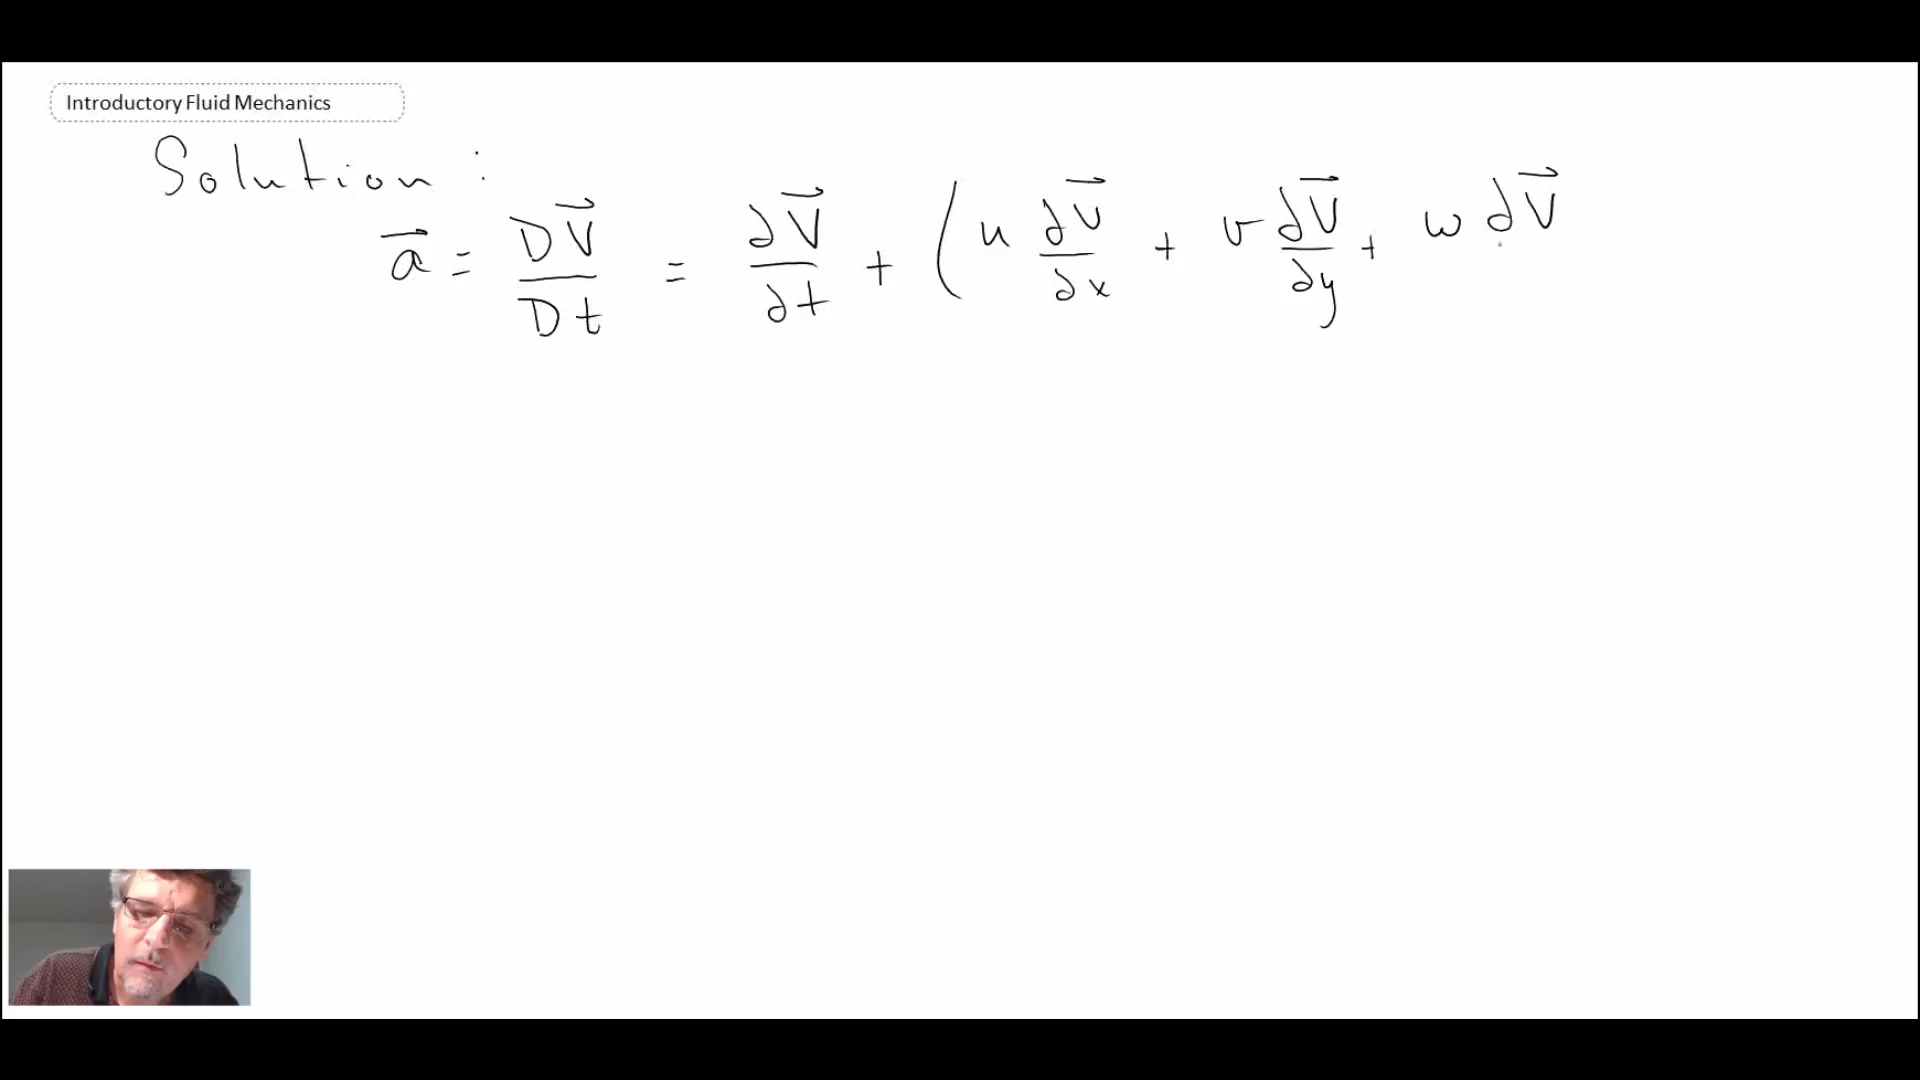 Introductory Fluid Mechanics
Solution :
a⃗ = DV⃗/Dt = ∂V⃗/∂t + (u ∂V⃗/∂x + v ∂V⃗/∂y + w ∂V⃗